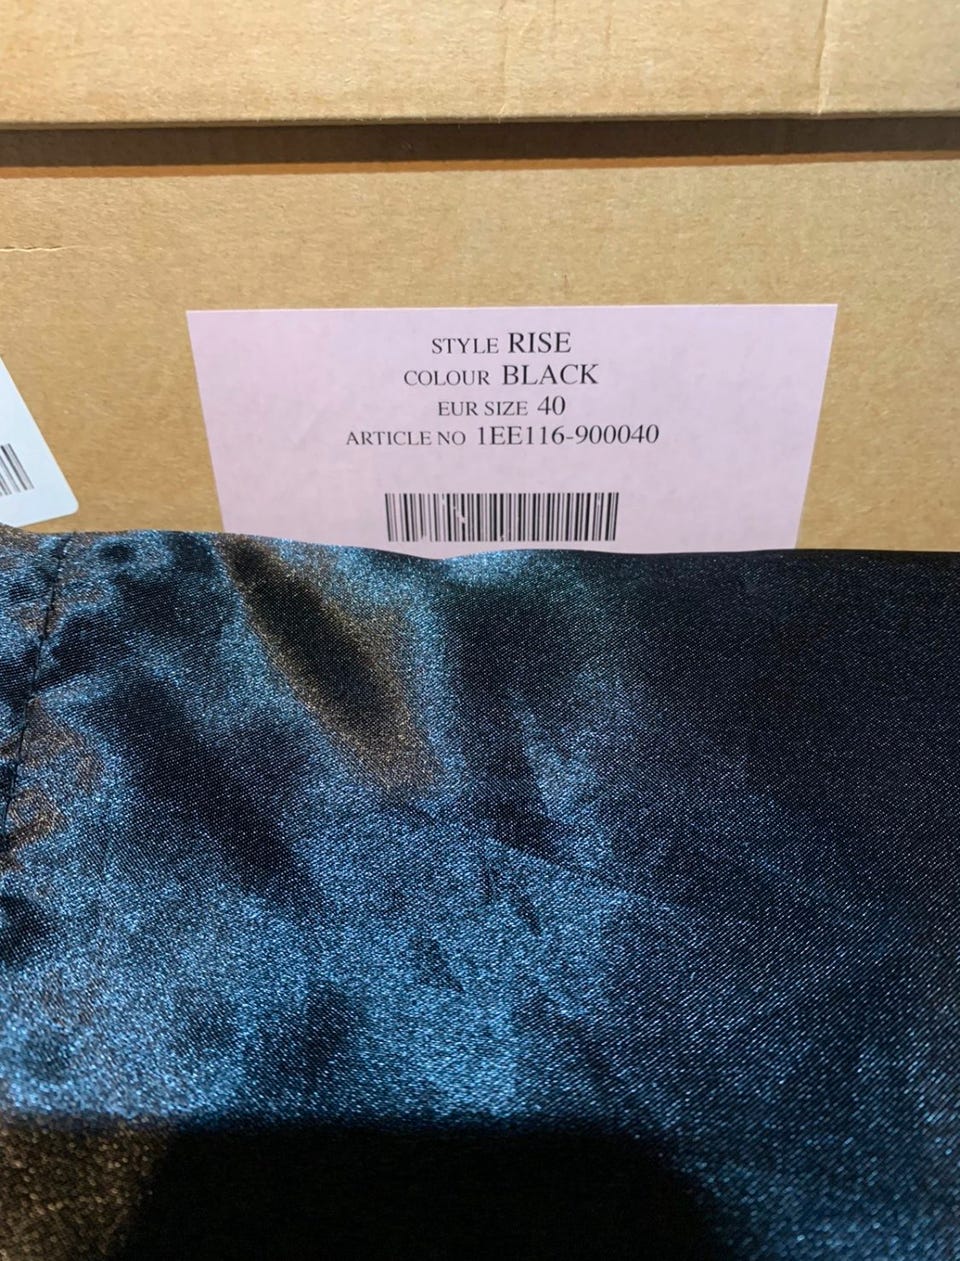 STYLE RISE
COLOUR BLACK
EUR SIZE 40
ARTICLE NO 1EE116-900040